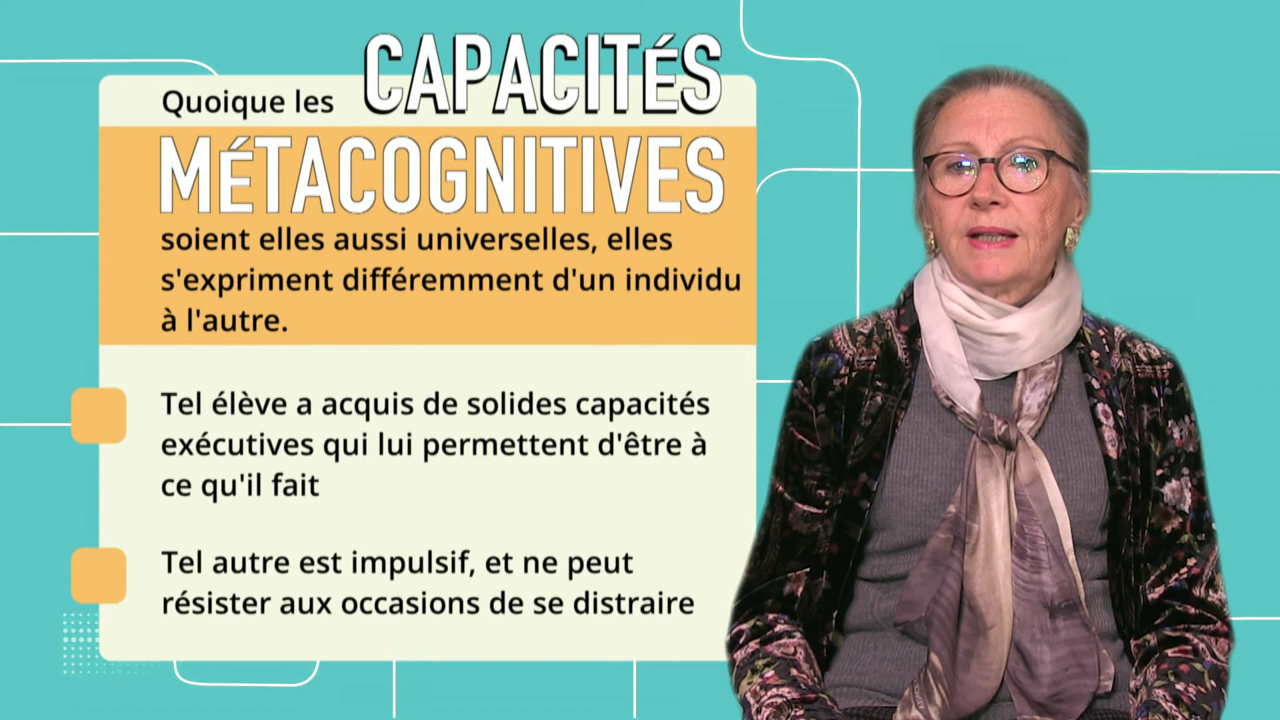 Quoique les CAPACITÉS
MÉTACOGNITIVES
soient elles aussi universelles, elles
s'expriment différemment d'un individu
à l'autre.
Tel élève a acquis de solides capacités
exécutives qui lui permettent d'être à
ce qu'il fait
Tel autre est impulsif, et ne peut
résister aux occasions de se distraire